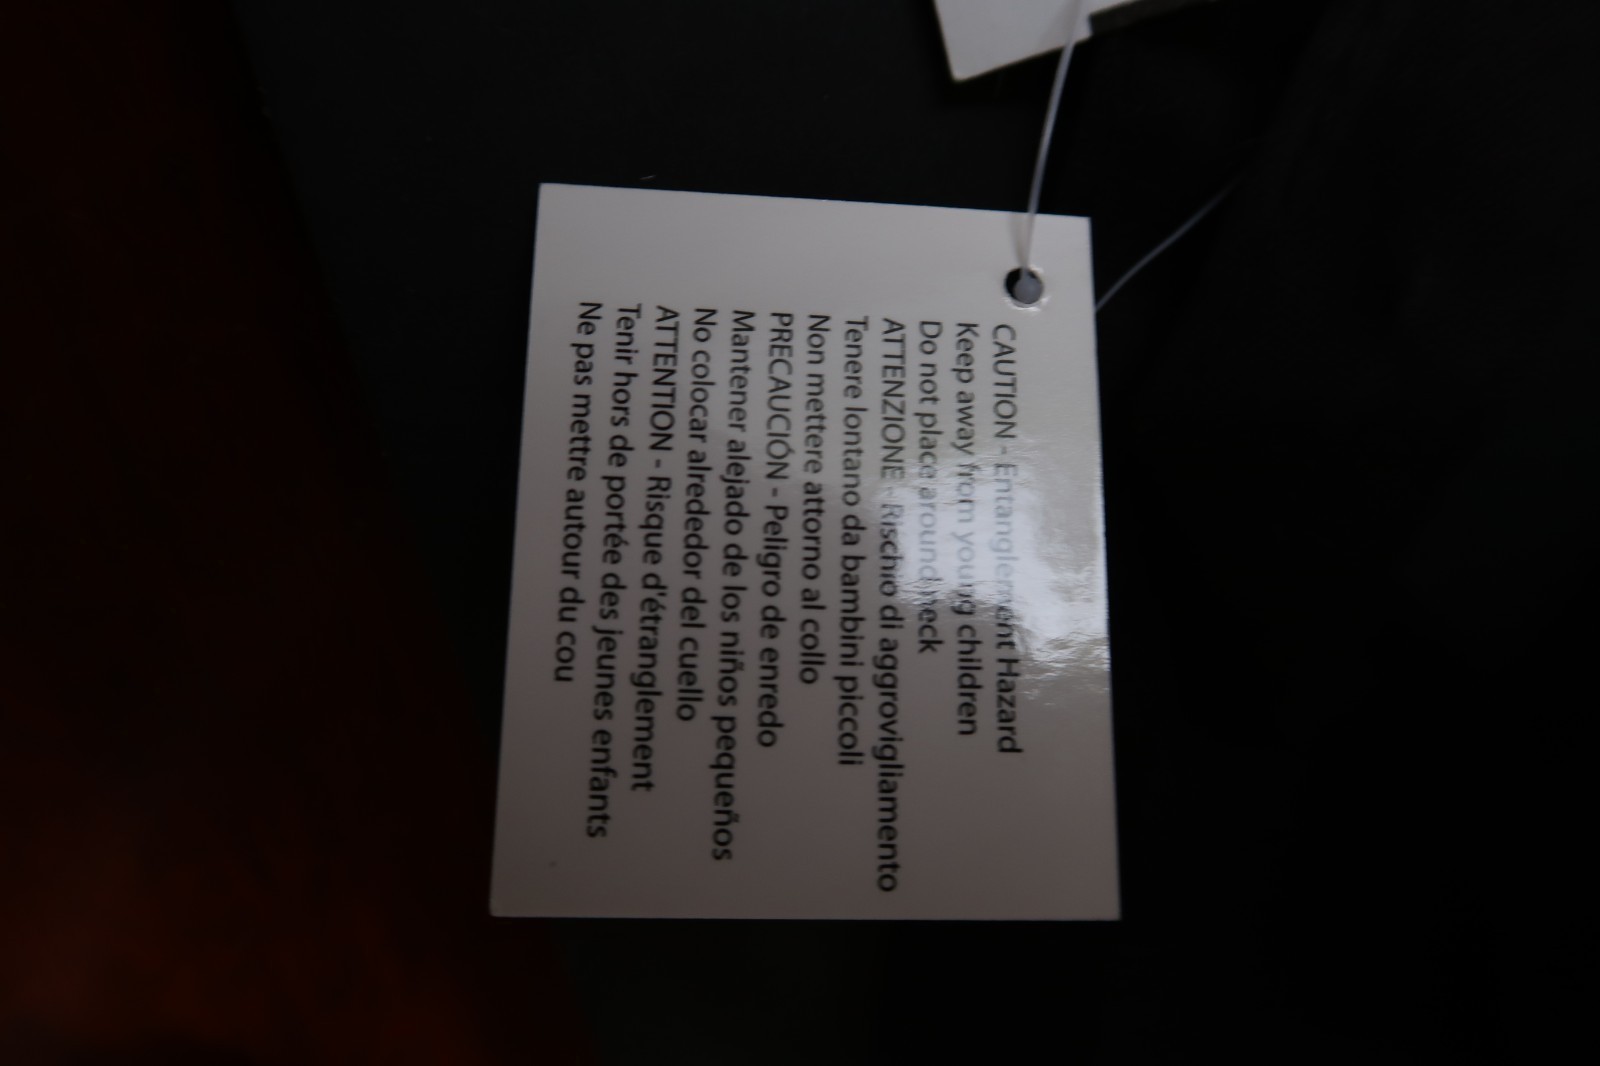 CAUTION - Entanglement Hazard
Keep away from young children
Do not place around neck
ATTENZIONE - Rischio di aggrovigliamento
Tenere lontano da bambini piccoli
Non mettere attorno al collo
PRECAUCIÓN - Peligro de enredo
Mantener alejado de los niños pequeños
No colocar alrededor del cuello
ATTENTION - Risque d'étranglement
Tenir hors de portée des jeunes enfants
Ne pas mettre autour du cou